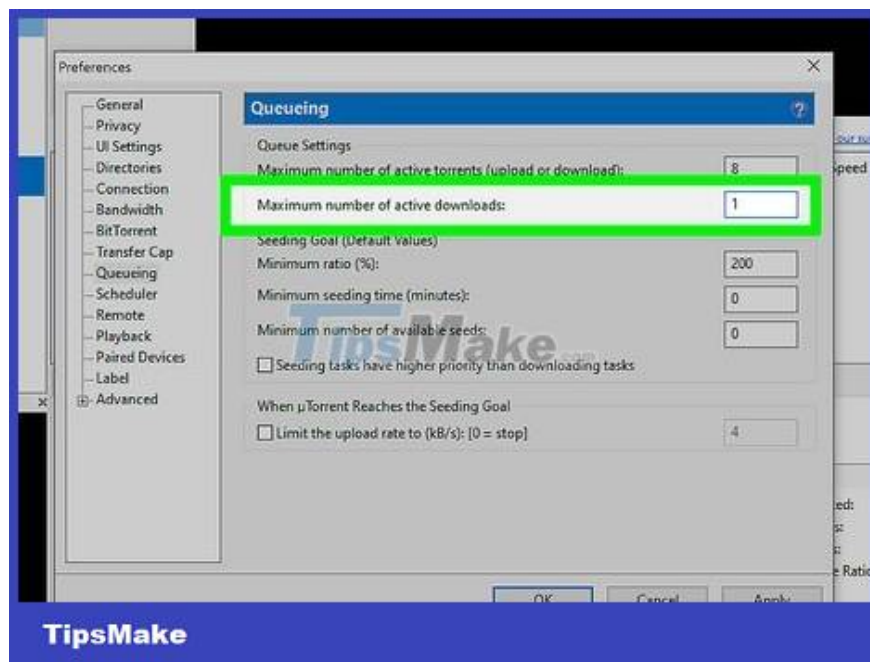 Preferences
General
Privacy
UI Settings
Directories
Connection
Bandwidth
BitTorrent
Transfer Cap
Queueing
Scheduler
Remote
Playback
Paired Devices
Label
Advanced
Queueing
Queue Settings
Maximum number of active torrents (upload or download): 8
Maximum number of active downloads: 1
Seeding Goal (Default Values)
Minimum ratio (%): 200
Minimum seeding time (minutes): 0
Minimum number of available seeds: 0
Seeding tasks have higher priority than downloading tasks
When µTorrent Reaches the Seeding Goal
Limit the upload rate to (kB/s): [0 = stop] 4
OK Cancel Apply
Speed
ed:
s:
e Ratio
TipsMake.com
TipsMake